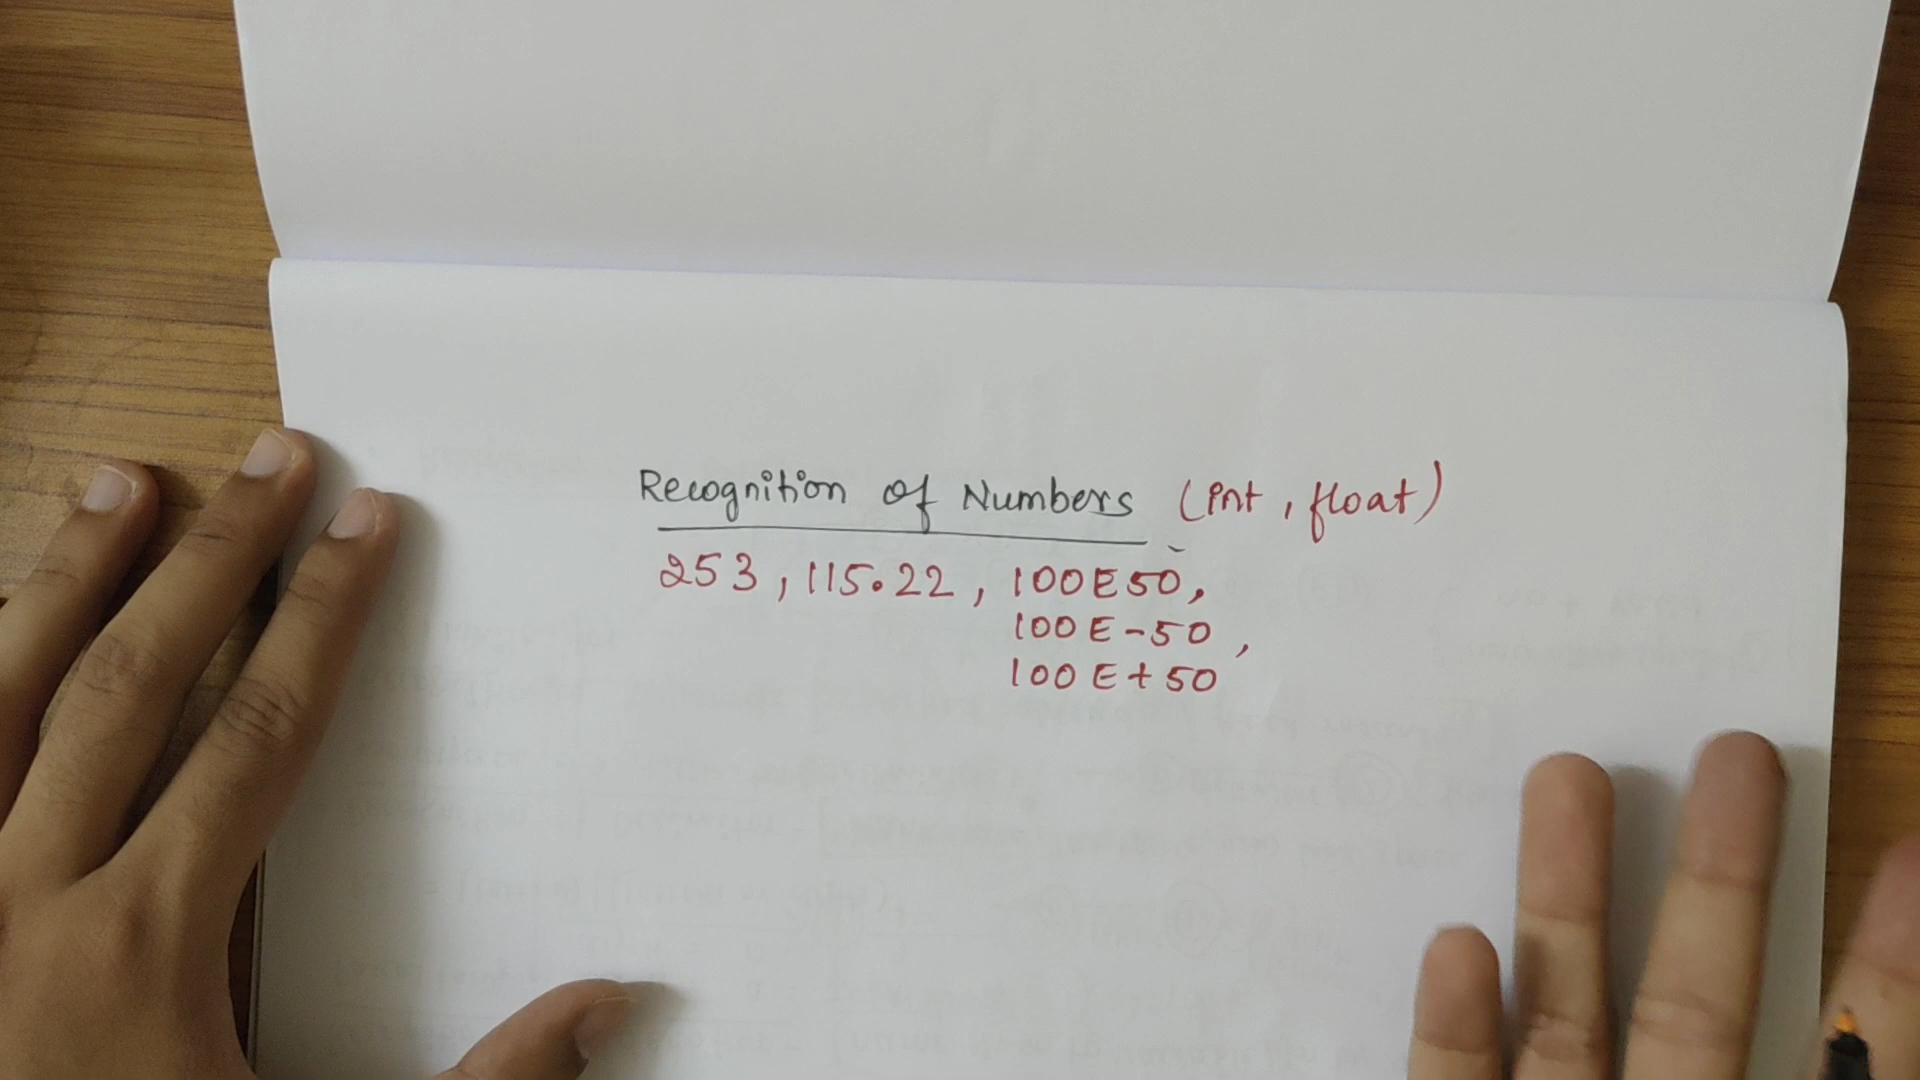 Recognition of Numbers (int, float)
253, 115.22, 100E50,
100E-50,
100E+50